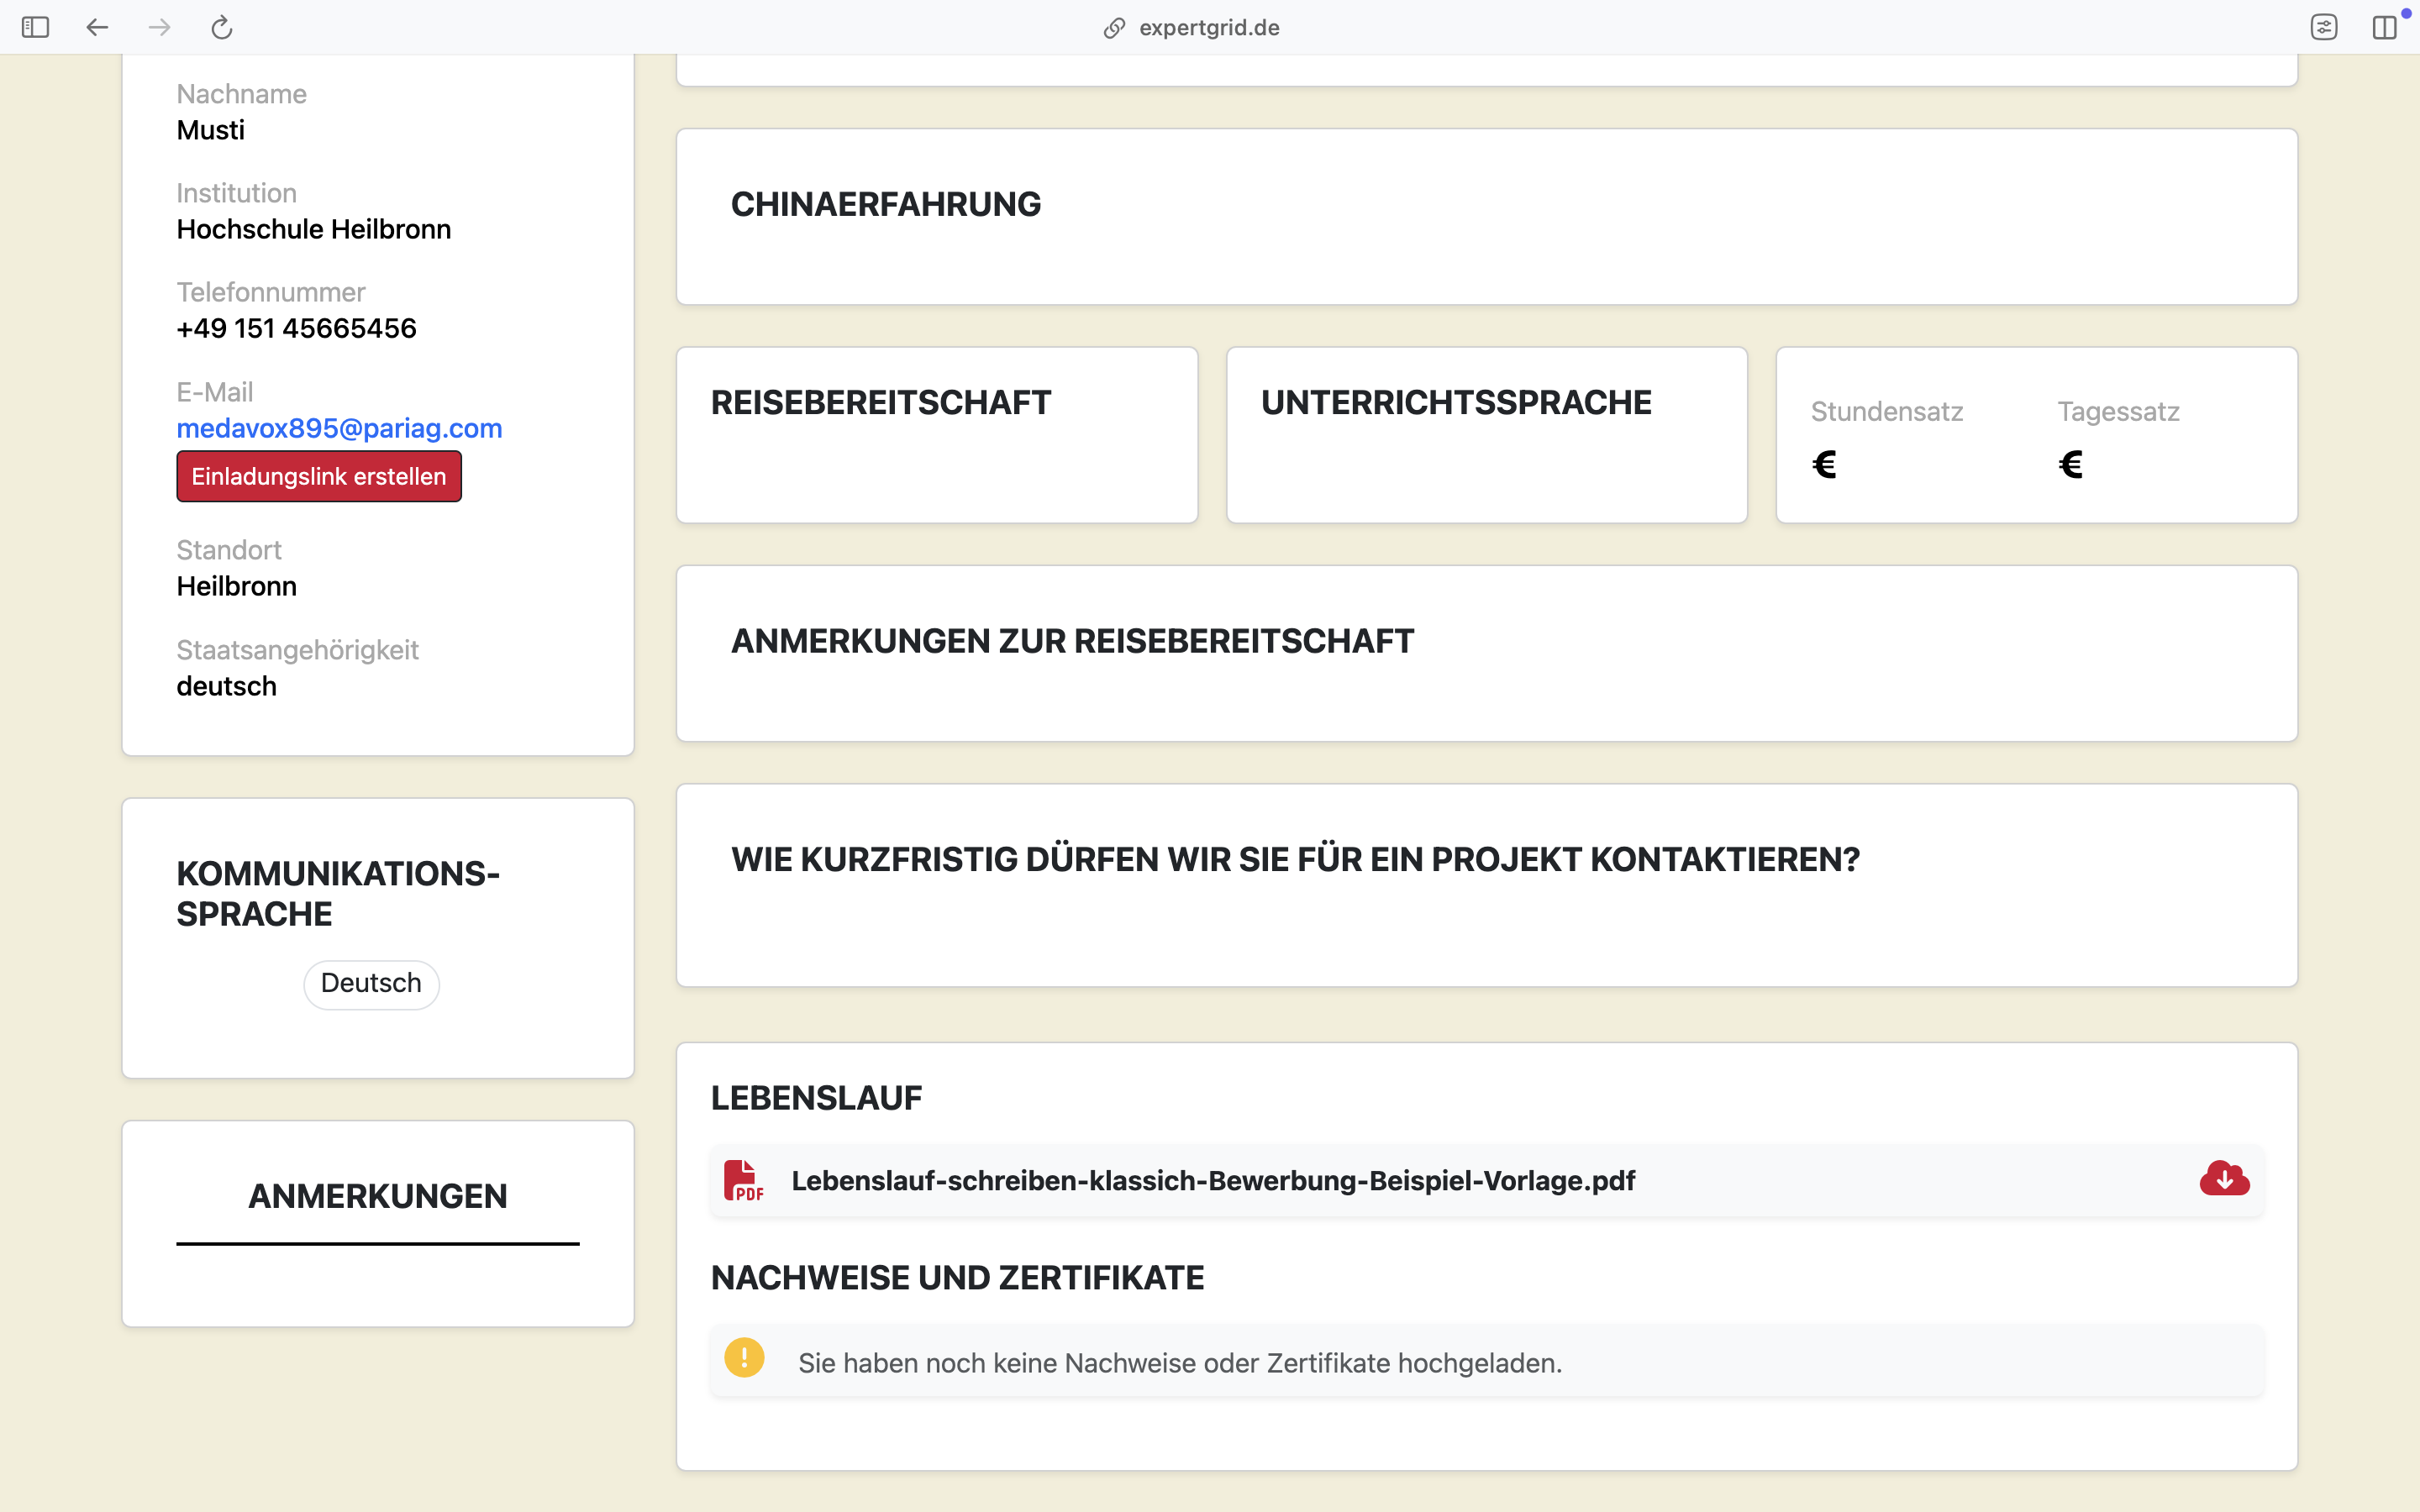 expertgrid.de
Nachname
Musti
Institution
Hochschule Heilbronn
Telefonnummer
+49 151 45665456
E-Mail
medavox895@pariag.com
Einladungslink erstellen
Standort
Heilbronn
Staatsangehörigkeit
deutsch
KOMMUNIKATIONS-
SPRACHE
Deutsch
ANMERKUNGEN
CHINAERFAHRUNG
REISEBEREITSCHAFT
UNTERRICHTSSPRACHE
Stundensatz
€
Tagessatz
€
ANMERKUNGEN ZUR REISEBEREITSCHAFT
WIE KURZFRISTIG DÜRFEN WIR SIE FÜR EIN PROJEKT KONTAKTIEREN?
LEBENSLAUF
PDF
Lebenslauf-schreiben-klassich-Bewerbung-Beispiel-Vorlage.pdf
NACHWEISE UND ZERTIFIKATE
Sie haben noch keine Nachweise oder Zertifikate hochgeladen.